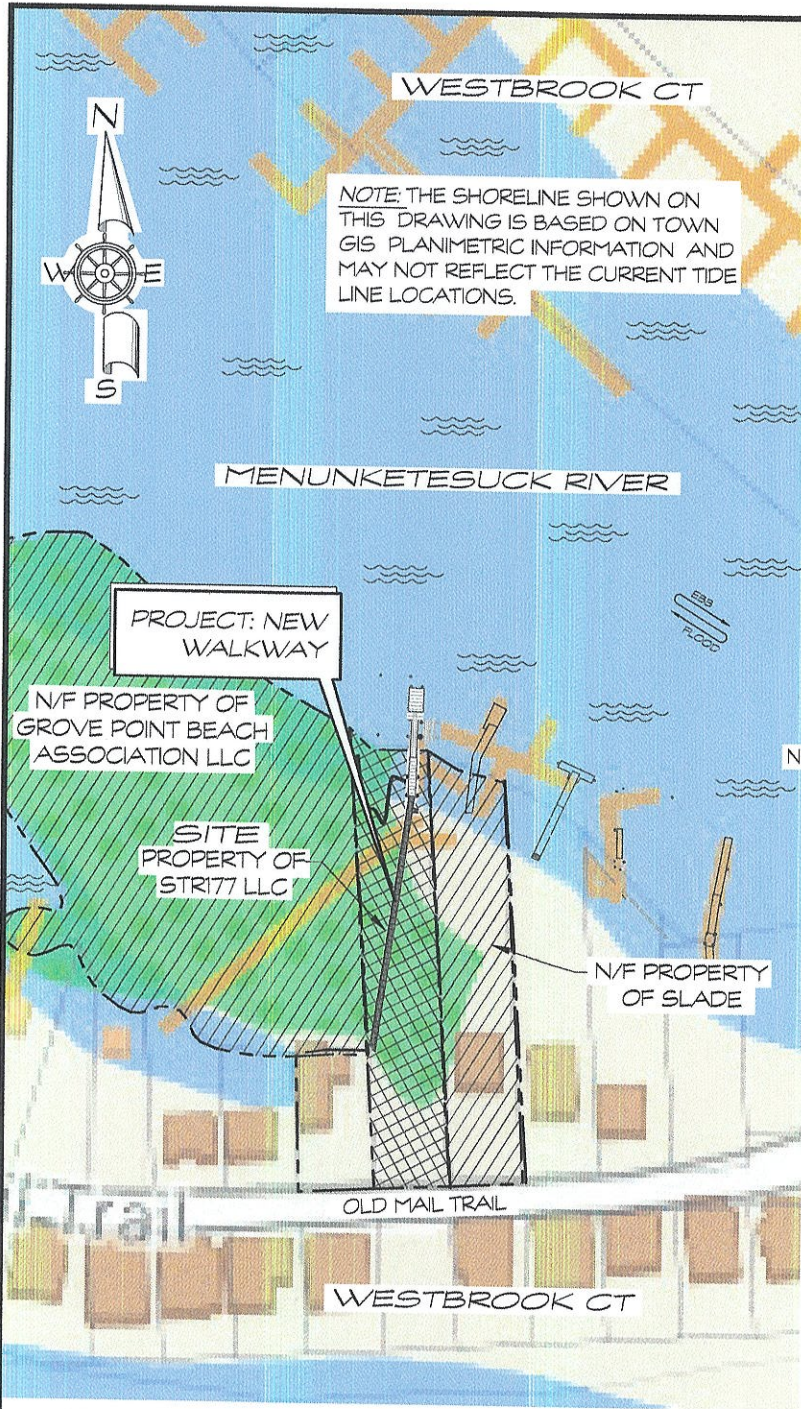 WESTBROOK CT
N
W E
S
NOTE: THE SHORELINE SHOWN ON
THIS DRAWING IS BASED ON TOWN
GIS PLANIMETRIC INFORMATION AND
MAY NOT REFLECT THE CURRENT TIDE
LINE LOCATIONS.
MENUNKETESUCK RIVER
PROJECT: NEW
WALKWAY
EBB
FLOOD
N/F PROPERTY OF
GROVE POINT BEACH
ASSOCIATION LLC
N
SITE
PROPERTY OF
STR177 LLC
N/F PROPERTY
OF SLADE
Trail
OLD MAIL TRAIL
WESTBROOK CT